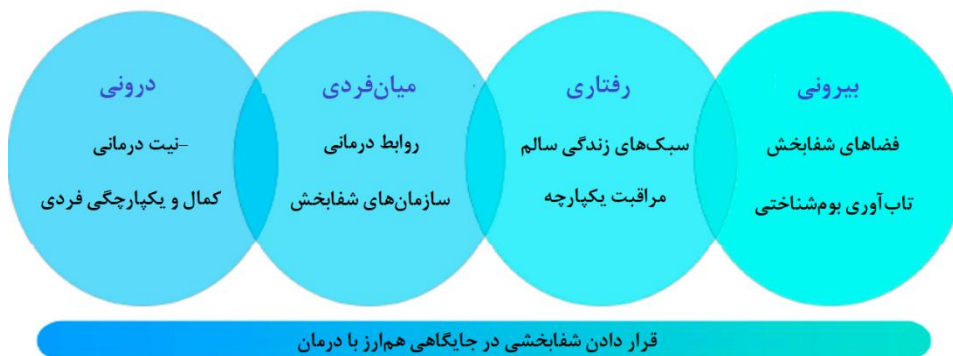 درونی
–نیت درمانی
کمال و یکپارچگی فردی
میان‌فردی
روابط درمانی
سازمان‌های شفابخش
رفتاری
سبک‌های زندگی سالم
مراقبت یکپارچه
بیرونی
فضاهای شفابخش
تاب‌آوری بوم‌شناختی
قرار دادن شفابخشی در جایگاهی هم‌ارز با درمان